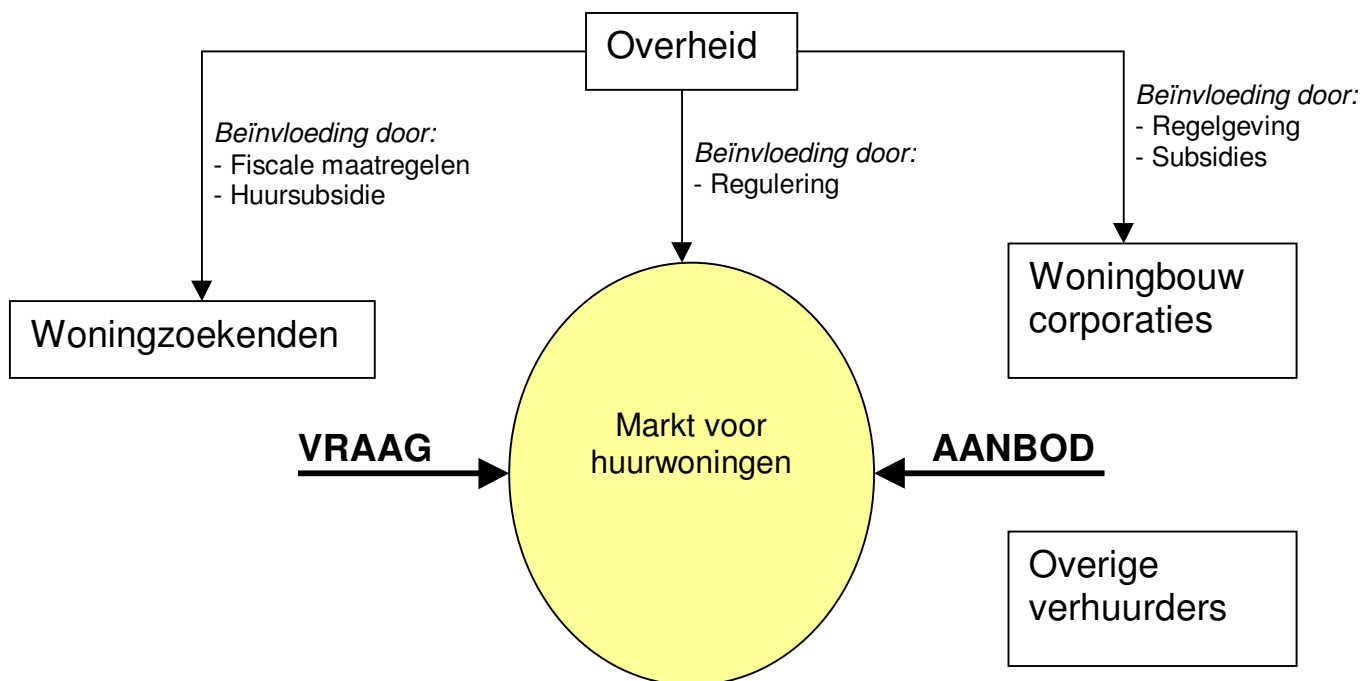 Overheid
Beïnvloeding door:
- Fiscale maatregelen
- Huursubsidie
Beïnvloeding door:
- Regulering
Beïnvloeding door:
- Regelgeving
- Subsidies
Woningzoekenden
Woningbouw
corporaties
VRAAG
Markt voor
huurwoningen
AANBOD
Overige
verhuurders